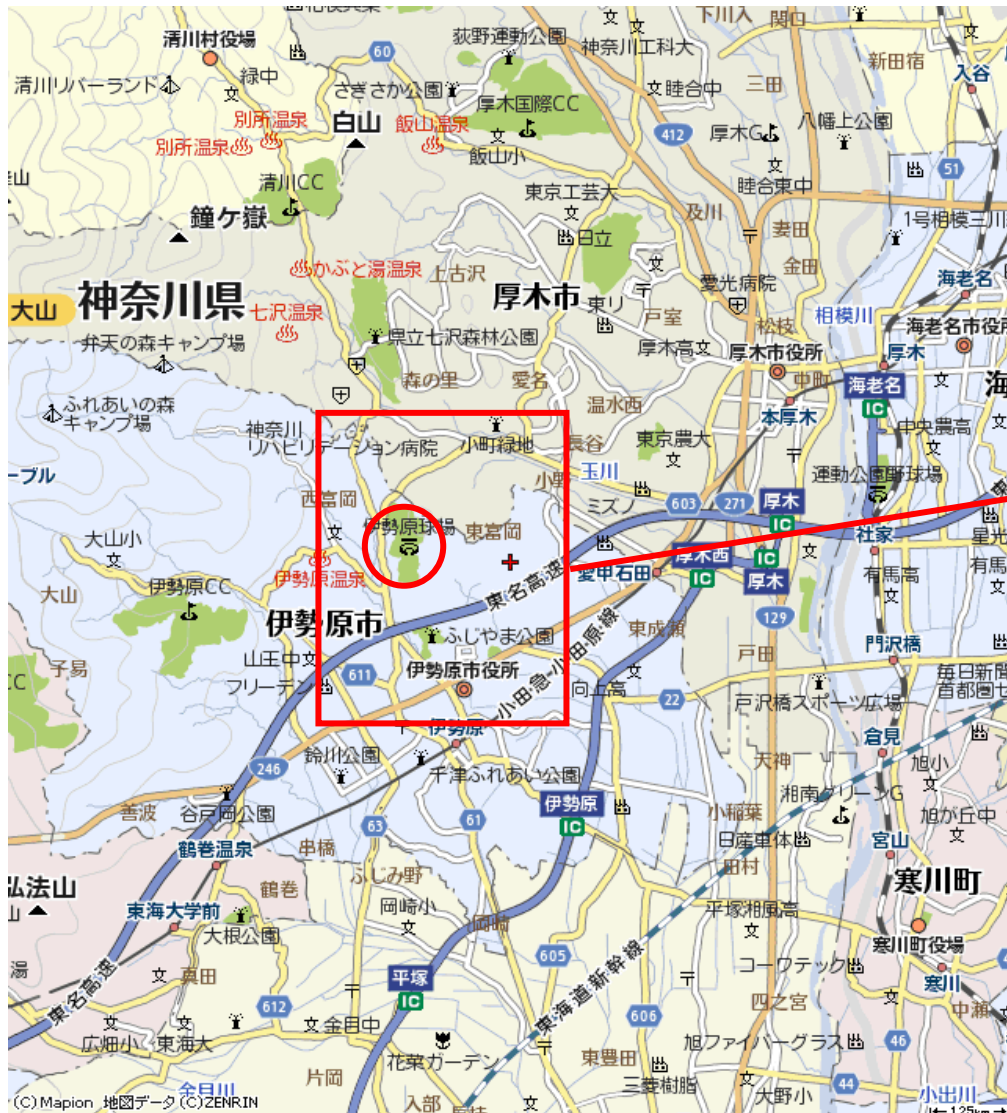 清川村役場
60
荻野運動公園
神奈川工科大
下川入
関口
新田宿
入谷
清川リバーランド
緑中
さぎさか公園
文睦合中
三田
厚木国際CC
別所温泉
白山
飯山温泉
412
厚木G
八幡上公園
別所温泉
飯山小
51
清川CC
東京工芸大
睦合東中
鐘ケ嶽
及川
妻田
1号相模三川
日立
かぶと湯温泉
上古沢
金田
海老名
大山
神奈川県
七沢温泉
厚木市
東リ
愛光病院
相模川
戸室
松枝
海老名市役所
弁天の森キャンプ場
県立七沢森林公園
厚木高
厚木市役所
厚木
森の里
愛名
中町
海老名
IC
ふれあいの森
キャンプ場
温水西
本厚木
神奈川
リハビリテーション病院
小町緑地
長谷
東京農大
中央農高
ープル
玉川
運動公園野球場
西富岡
小野
ミズノ
603
271
厚木
IC
伊勢原球場
東富岡
社家
星光
大山小
厚木西
IC
厚木
伊勢原温泉
愛甲石田
有馬高
有馬
伊勢原CC
東名高速
大山
129
伊勢原市
ふじやま公園
東成瀬
門沢橋
子易
山王中
戸田
611
伊勢原市役所
フリーデン
小田急小田原線
向上高
22
戸沢橋スポーツ広場
毎日新聞
首都圏
伊勢原
倉見
鈴川公園
天神
246
千津ふれあい公園
旭小
善波
谷戸岡公園
伊勢原
IC
小稲葉
湘南グリーンG
63
61
旭が丘中
串橋
日産車体
宮山
鶴巻温泉
田村
弘法山
鶴巻
ふじみ野
寒川町
東海大学前
岡崎小
大根公園
岡崎
平塚湘風高
寒川町役場
605
東海道新幹線
平塚
IC
コーワテック
寒川
真田
東名高速
612
金目中
606
四之宮
中瀬
広畑小
東海大
花菜ガーデン
東豊田
旭ファイバーグラス
46
片岡
三菱樹脂
44
金目川
入部
大野小
小出川
(C)Mapion 地図データ (C)ZENRIN